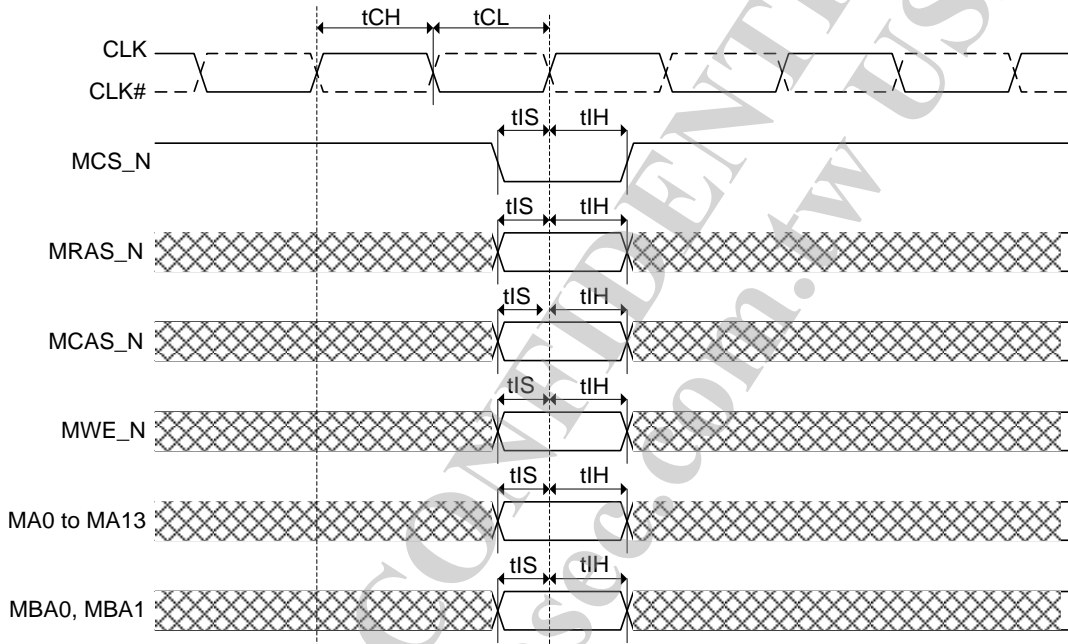 tCH tCL
CLK
CLK#
tIS tIH
MCS_N
tIS tIH
MRAS_N
tIS tIH
MCAS_N
tIS tIH
MWE_N
tIS tIH
MA0 to MA13
tIS tIH
MBA0, MBA1